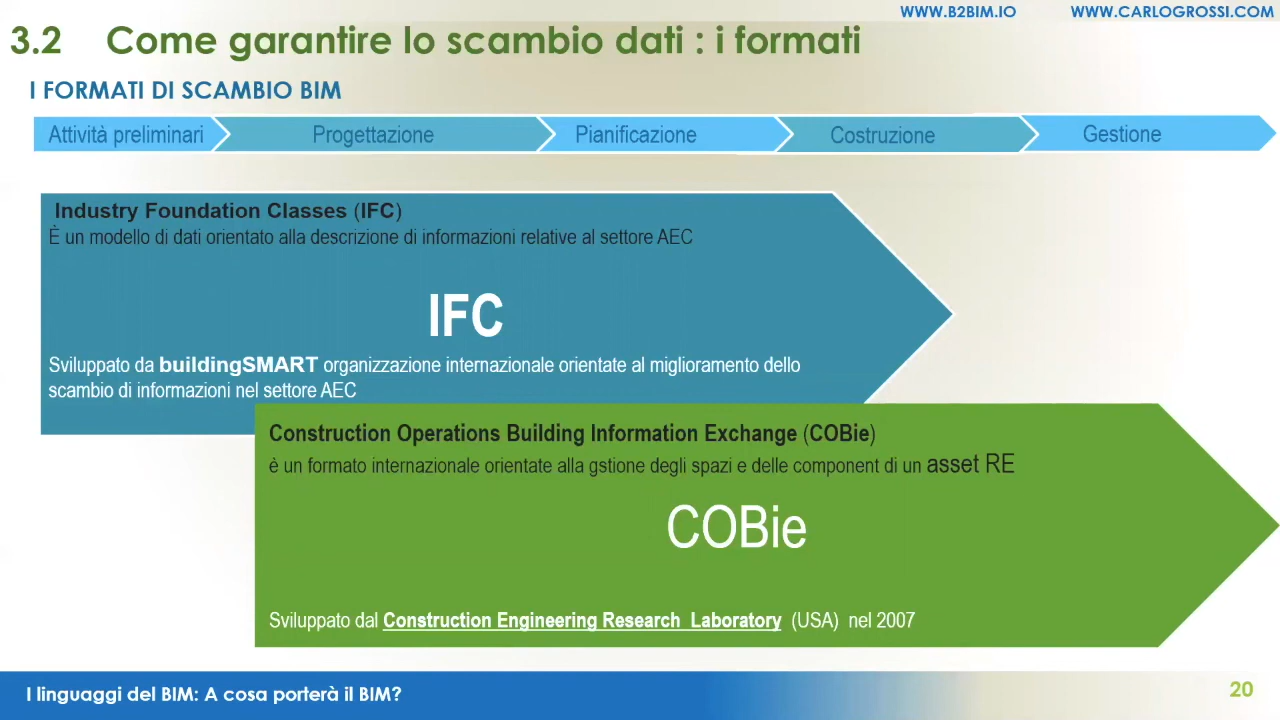 WWW.B2BIM.IO WWW.CARLOGROSSI.COM
3.2 Come garantire lo scambio dati : i formati
I FORMATI DI SCAMBIO BIM
Attività preliminari Progettazione Pianificazione Costruzione Gestione
Industry Foundation Classes (IFC)
È un modello di dati orientato alla descrizione di informazioni relative al settore AEC
IFC
Sviluppato da buildingSMART organizzazione internazionale orientate al miglioramento dello
scambio di informazioni nel settore AEC
Construction Operations Building Information Exchange (COBie)
è un formato internazionale orientate alla gstione degli spazi e delle component di un asset RE
COBie
Sviluppato dal Construction Engineering Research Laboratory (USA) nel 2007
I linguaggi del BIM: A cosa porterà il BIM?
20